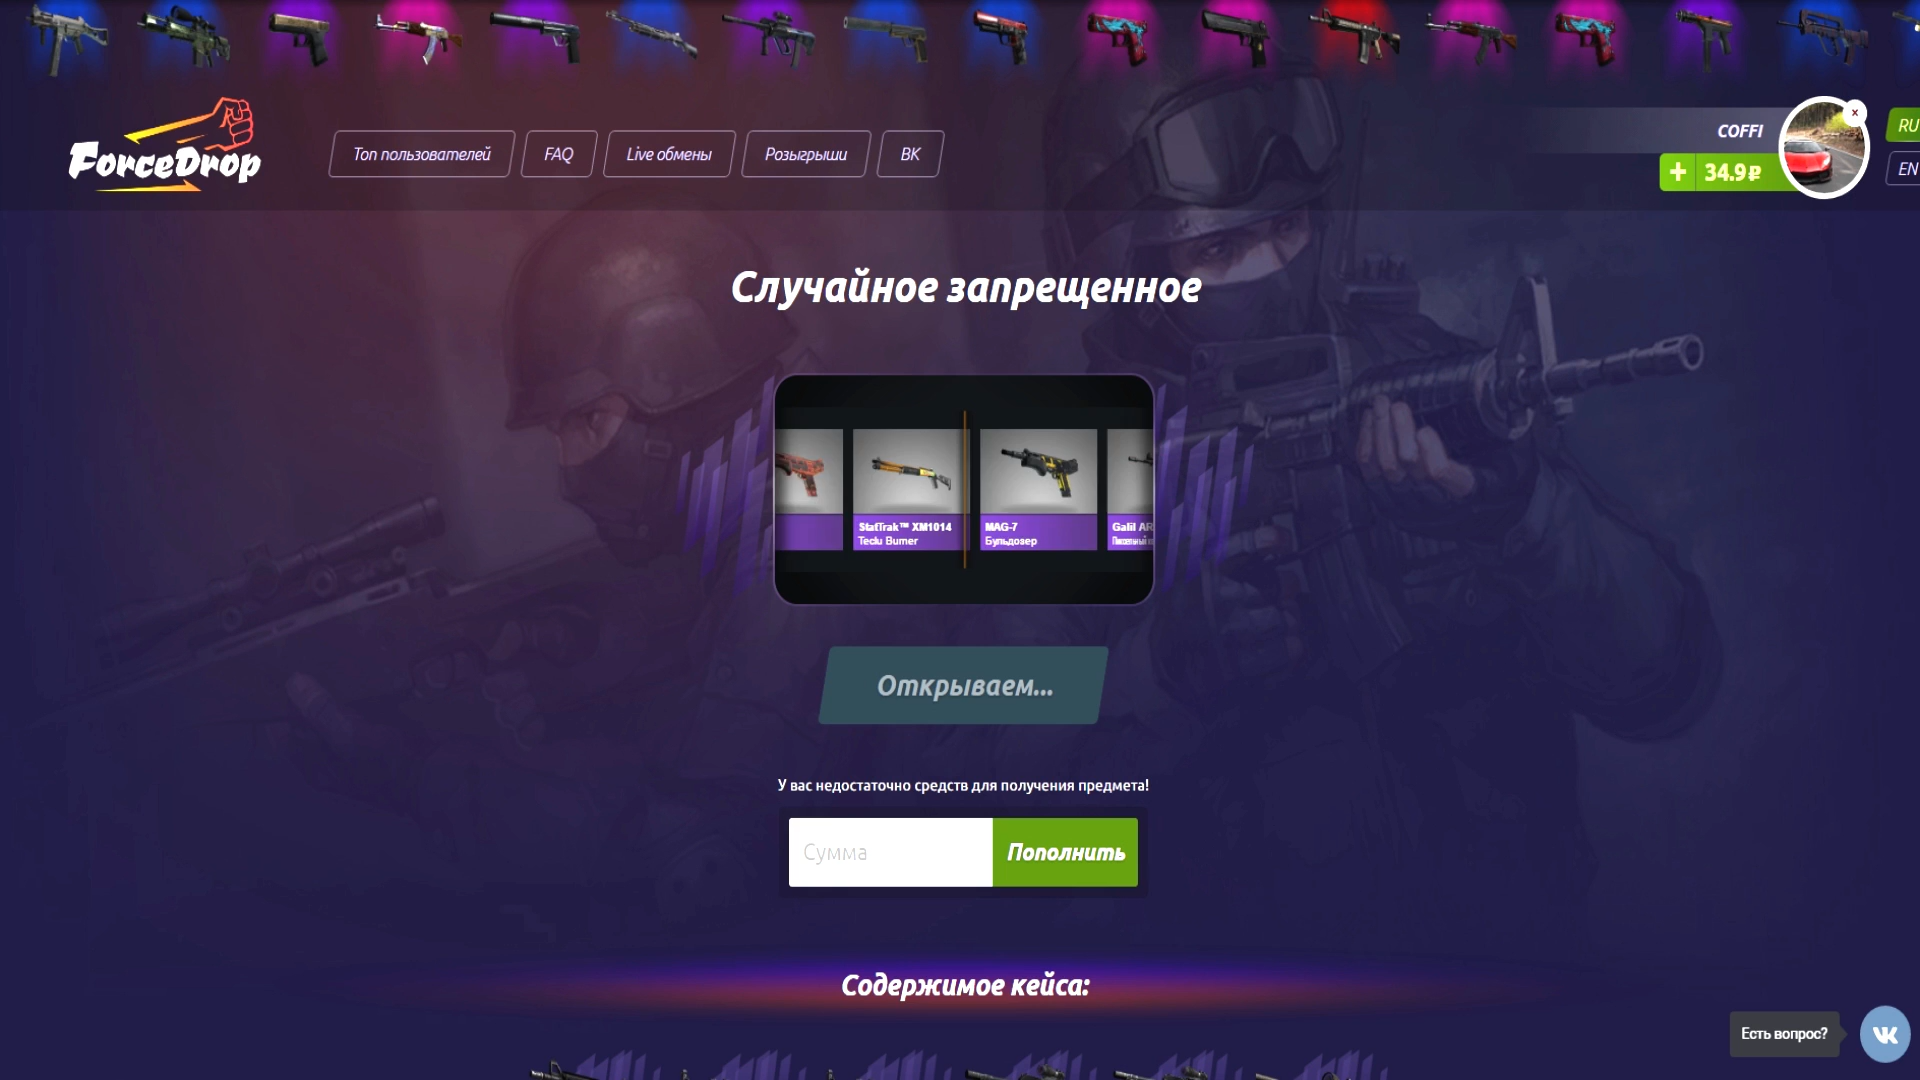 ForceDrop
Топ пользователей
FAQ
Live обмены
Розыгрыши
ВК
COFFI
x
RU
+ 34.9₽
EN
Случайное запрещенное
StatTrak™ XM1014
Teclu Burner
MAG-7
Бульдозер
Galil AR
Открываем...
У вас недостаточно средств для получения предмета!
Сумма
Пополнить
Содержимое кейса:
Есть вопрос?